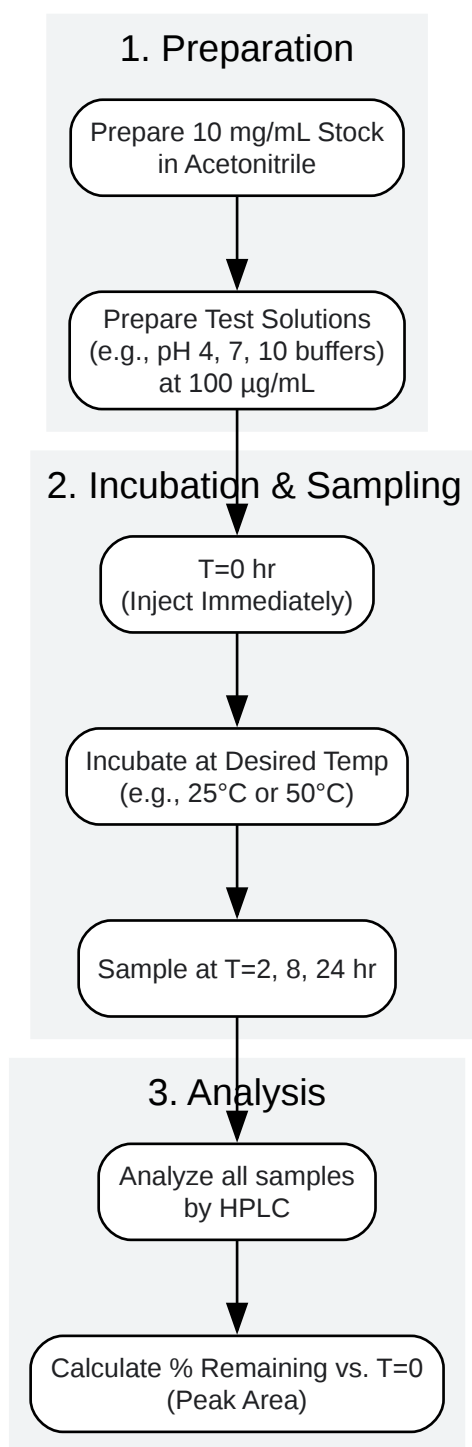 1. Preparation
Prepare 10 mg/mL Stock
in Acetonitrile
Prepare Test Solutions
(e.g., pH 4, 7, 10 buffers)
at 100 µg/mL
2. Incubation & Sampling
T=0 hr
(Inject Immediately)
Incubate at Desired Temp
(e.g., 25°C or 50°C)
Sample at T=2, 8, 24 hr
3. Analysis
Analyze all samples
by HPLC
Calculate % Remaining vs. T=0
(Peak Area)